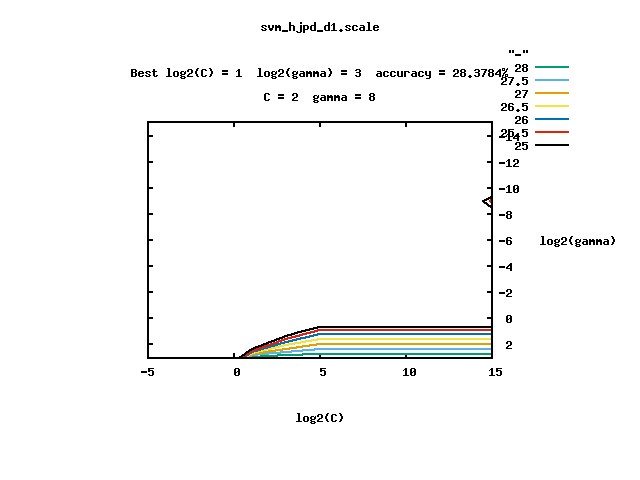 svm_hjpd_d1.scale
"-"
Best log2(C) = 1  log2(gamma) = 3  accuracy = 28.3784%
28
27.5
C = 2  gamma = 8
27
26.5
26
25.5
-14
25
-12
-10
-8
-6
log2(gamma)
-4
-2
0
2
-5 0 5 10 15
log2(C)